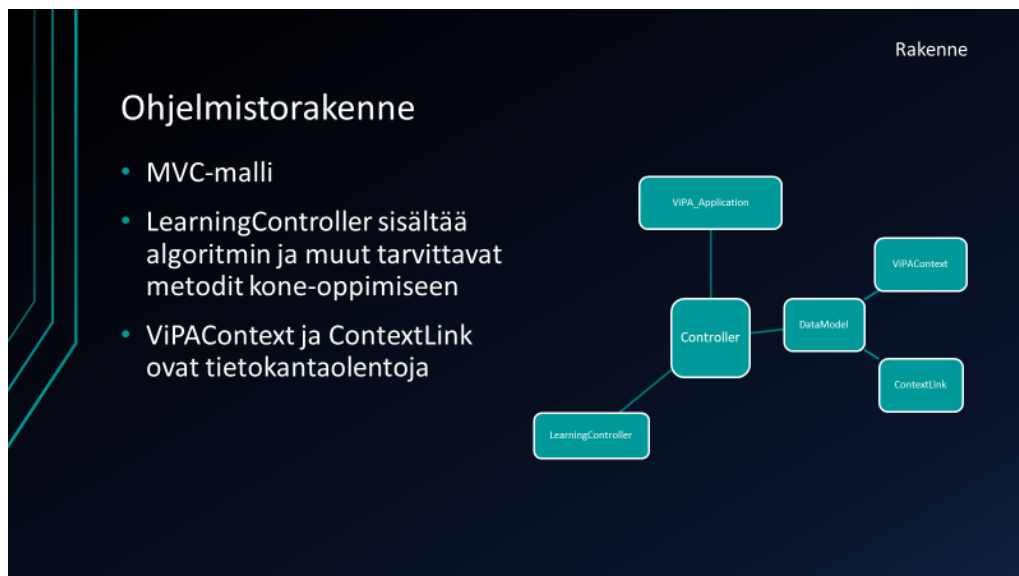 Rakenne
Ohjelmistorakenne
• MVC-malli
• LearningController sisältää
algoritmin ja muut tarvittavat
metodit kone-oppimiseen
• ViPAContext ja ContextLink
ovat tietokantaolentoja
ViPA_Application
ViPAContext
DataModel
Controller
ContextLink
LearningController